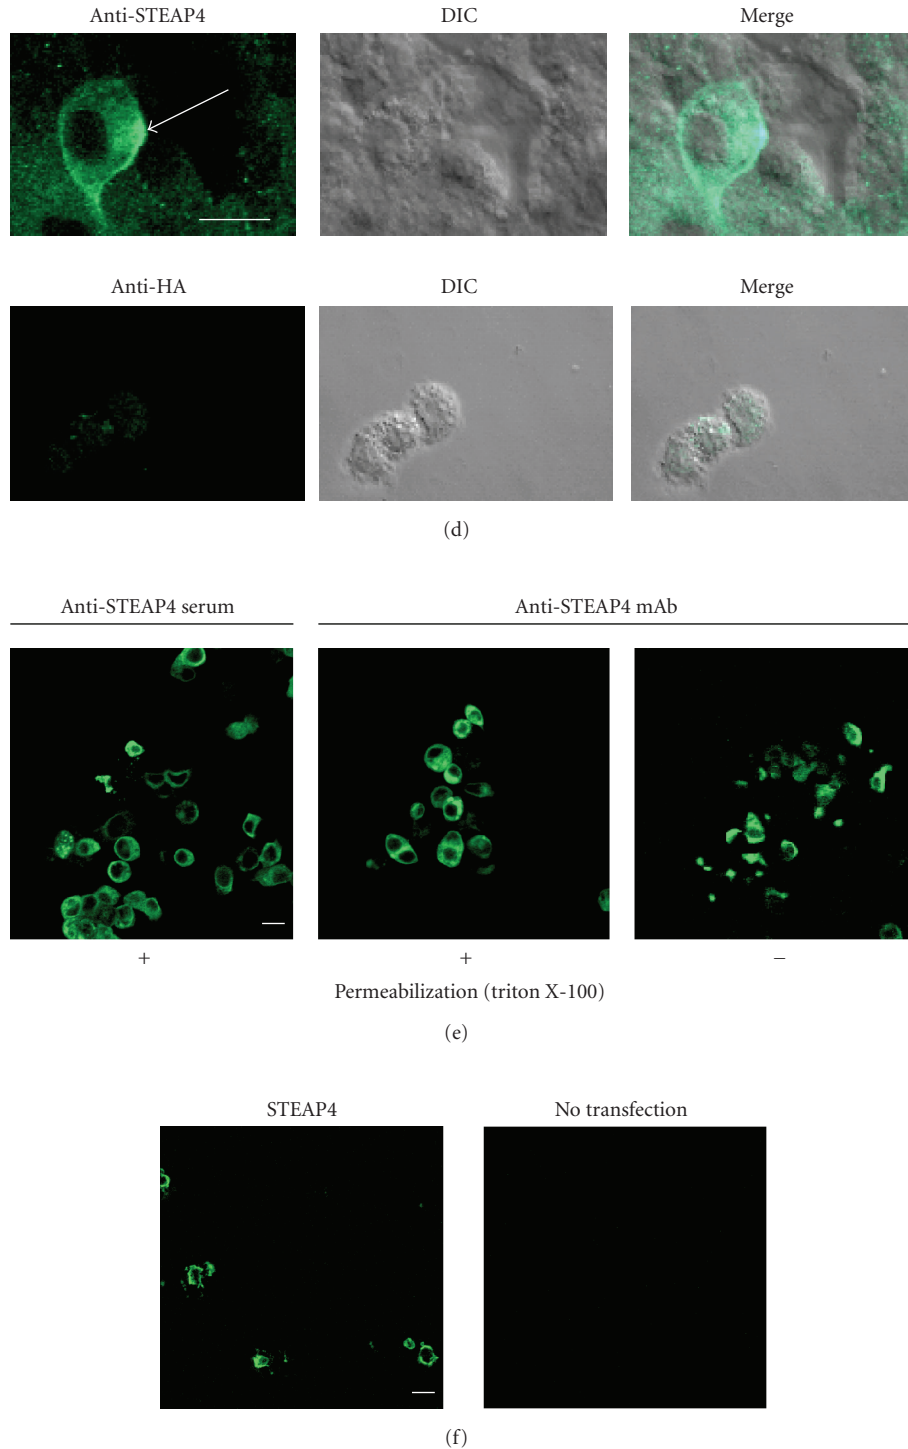 Anti-STEAP4 DIC Merge
Anti-HA DIC Merge
(d)
Anti-STEAP4 serum Anti-STEAP4 mAb
+ + −
Permeabilization (triton X-100)
(e)
STEAP4 No transfection
(f)